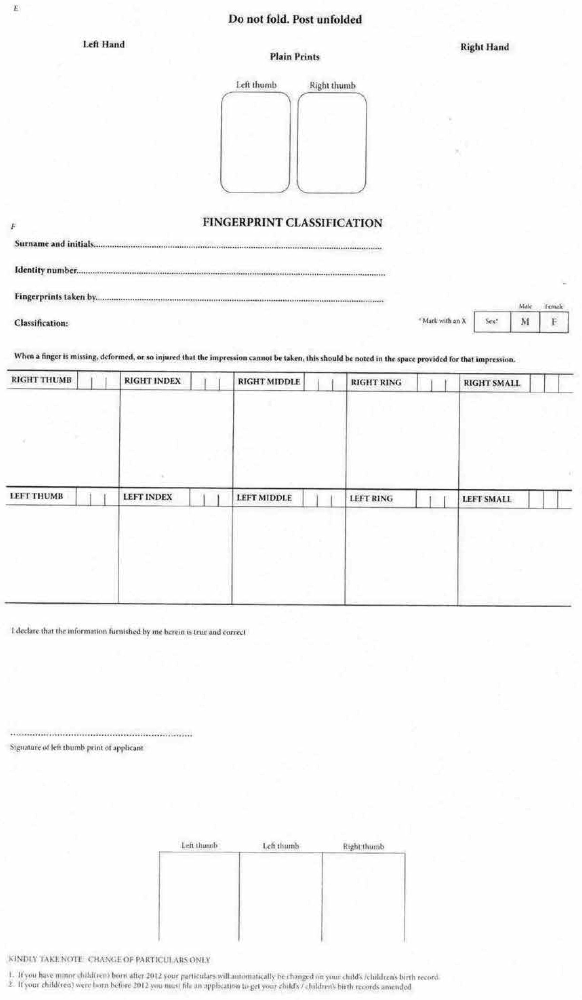 E
Do not fold. Post unfolded
Left Hand
Right Hand
Plain Prints
Left thumb Right thumb
FINGERPRINT CLASSIFICATION
F
Surname and initials
Identity number
Fingerprints taken by
Male Female
Classification:
*Mark with an X Sex* M F
When a finger is missing, deformed, or so injured that the impression cannot be taken, this should be noted in the space provided for that impression.
RIGHT THUMB RIGHT INDEX RIGHT MIDDLE RIGHT RING RIGHT SMALL
LEFT THUMB LEFT INDEX LEFT MIDDLE LEFT RING LEFT SMALL
I declare that the information furnished by me herein is true and correct
Signature of left thumb print of applicant
Left thumb Left thumb Right thumb
KINDLY TAKE NOTE: CHANGE OF PARTICULARS ONLY
1. If you have minor child(ren) born after 2012 your particulars will automatically be changed on your child's /children's birth record.
2. If your child(ren) were born before 2012 you must file an application to get your child's / children's birth records amended